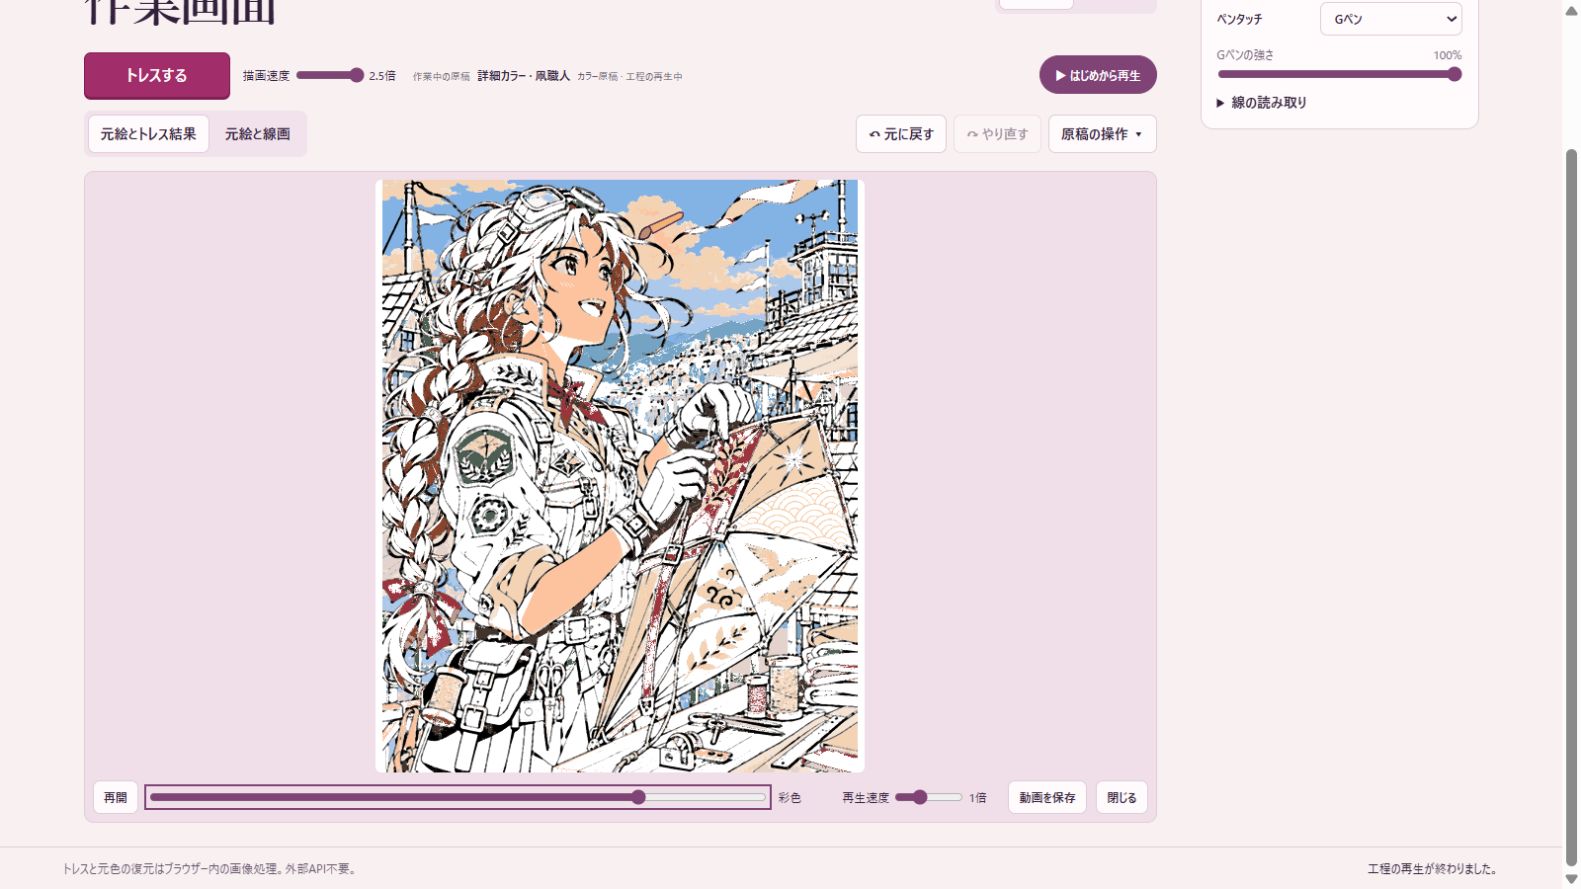 作業画面
ペンタッチ
Gペン
Gペンの強さ
100%
▶ 線の読み取り
トレスする
描画速度
2.5倍
作業中の原稿 詳細カラー・凧職人 カラー原稿・工程の再生中
▶ はじめから再生
元絵とトレス結果
元絵と線画
↶ 元に戻す
↷ やり直す
原稿の操作 ▼
再開
彩色
再生速度
1倍
動画を保存
閉じる
トレスと元色の復元はブラウザー内の画像処理。外部API不要。
工程の再生が終わりました。